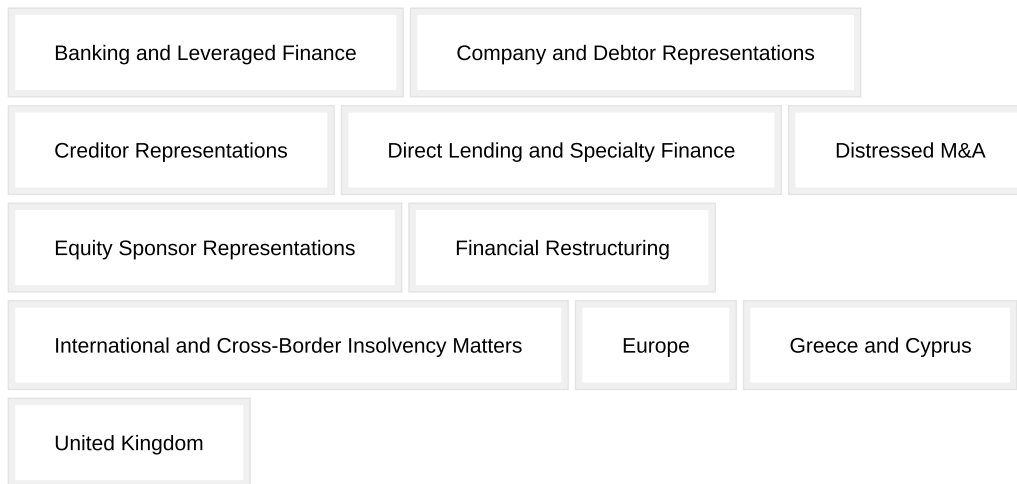 Banking and Leveraged Finance Company and Debtor Representations
Creditor Representations Direct Lending and Specialty Finance Distressed M&A
Equity Sponsor Representations Financial Restructuring
International and Cross-Border Insolvency Matters Europe Greece and Cyprus
United Kingdom